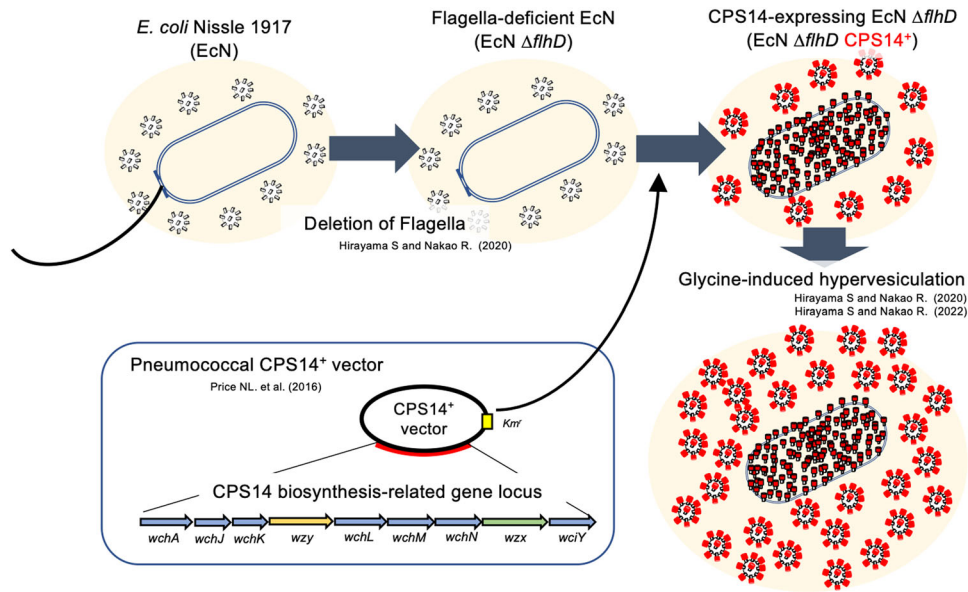 E. coli Nissle 1917
(EcN)
Flagella-deficient EcN
(EcN ΔflhD)
CPS14-expressing EcN ΔflhD
(EcN ΔflhD CPS14⁺)
Deletion of Flagella
Hirayama S and Nakao R. (2020)
Glycine-induced hypervesiculation
Hirayama S and Nakao R. (2020)
Hirayama S and Nakao R. (2022)
Pneumococcal CPS14⁺ vector
Price NL. et al. (2016)
CPS14⁺
vector
Kmʳ
CPS14 biosynthesis-related gene locus
wchA wchJ wchK wzy wchL wchM wchN wzx wciY